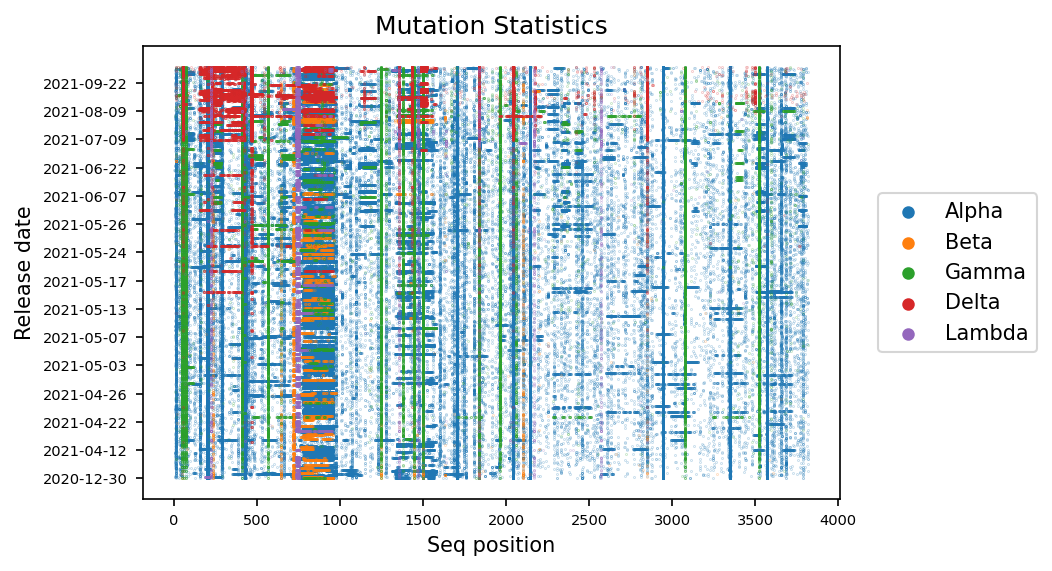 Mutation Statistics
Release date
2021-09-22
2021-08-09
2021-07-09
2021-06-22
2021-06-07
2021-05-26
2021-05-24
2021-05-17
2021-05-13
2021-05-07
2021-05-03
2021-04-26
2021-04-22
2021-04-12
2020-12-30
0 500 1000 1500 2000 2500 3000 3500 4000
Seq position
Alpha
Beta
Gamma
Delta
Lambda